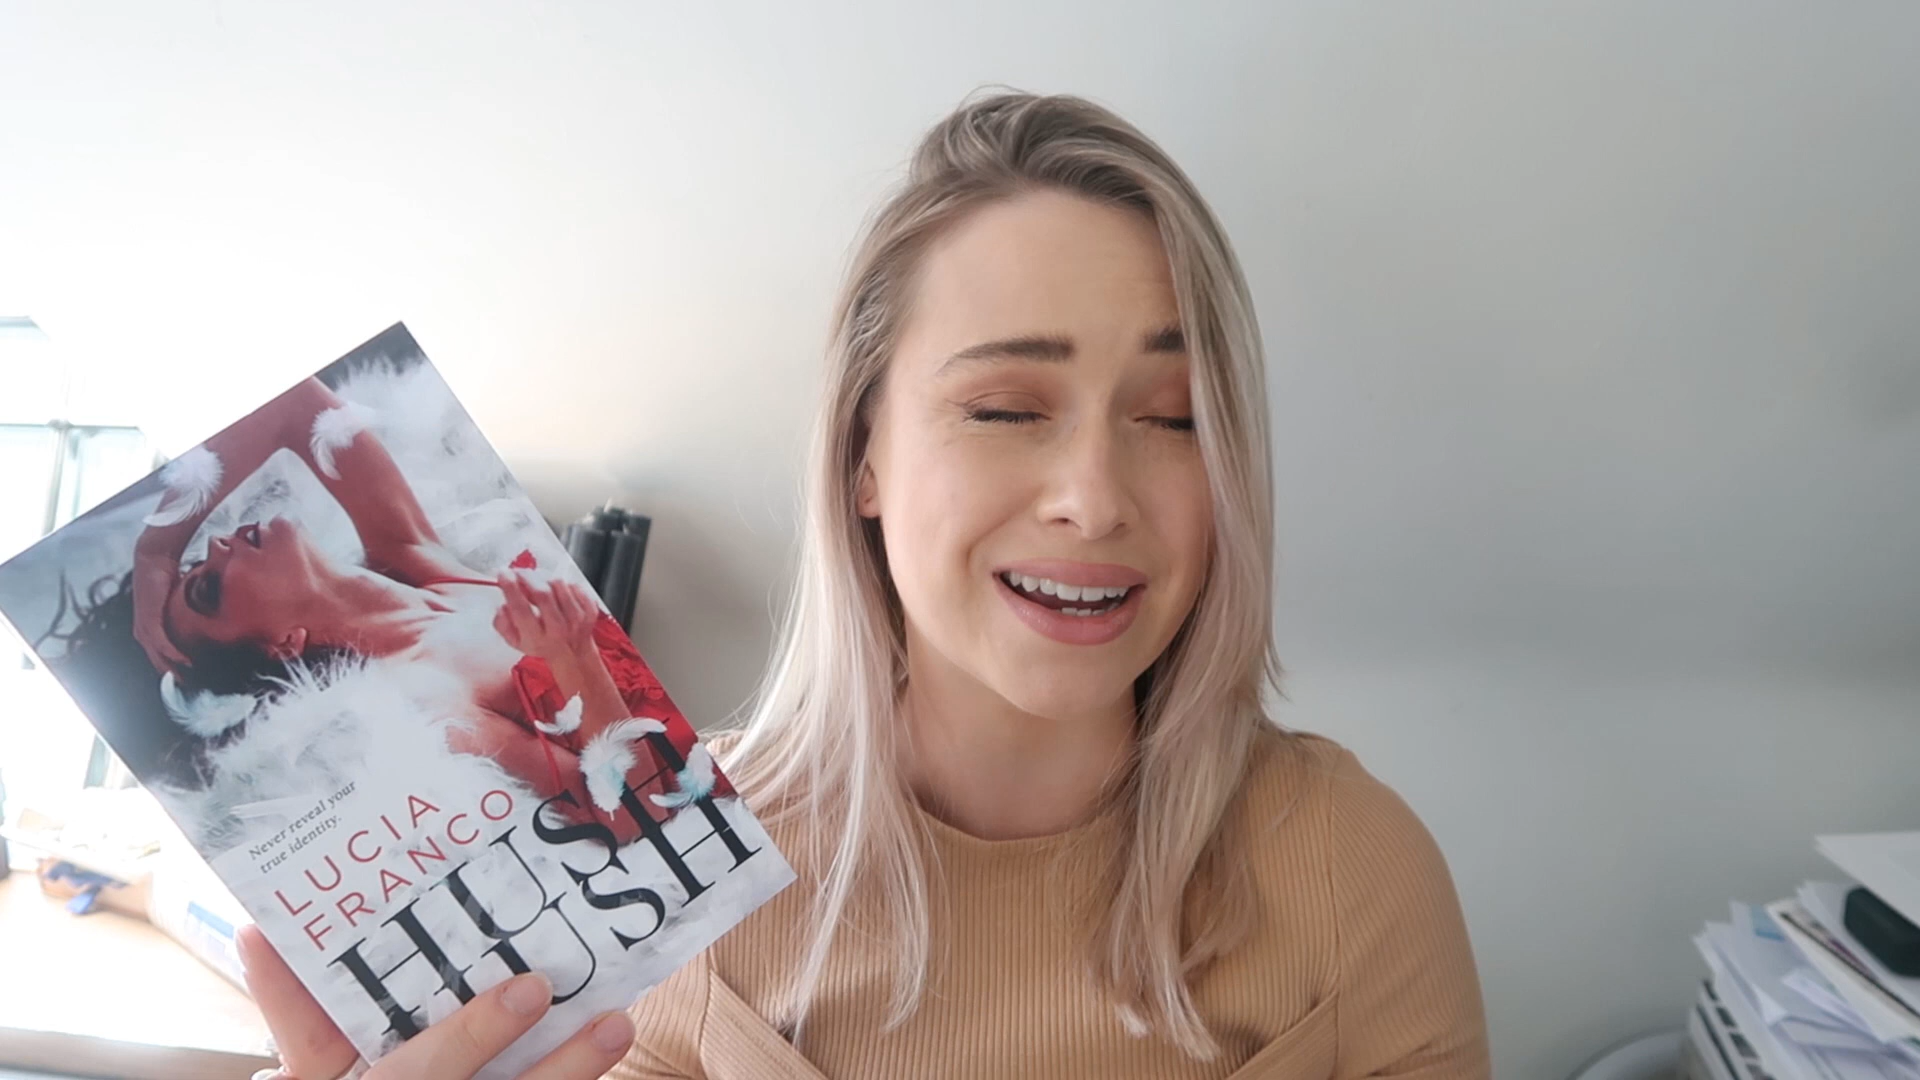 Never reveal your
true identity.
LUCIA
FRANCO
HUSH
HUSH